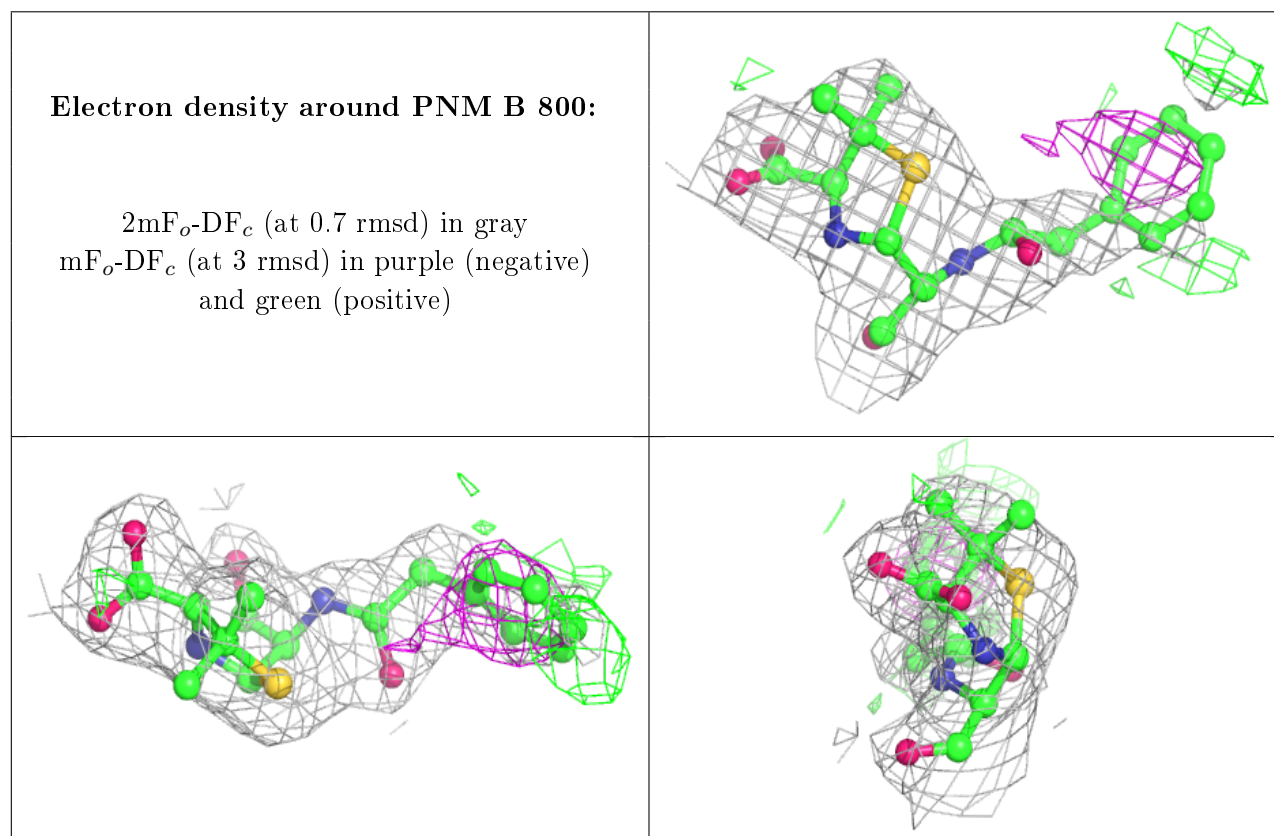 Electron density around PNM B 800:
2mFₒ-DF𝒸 (at 0.7 rmsd) in gray
mFₒ-DF𝒸 (at 3 rmsd) in purple (negative)
and green (positive)